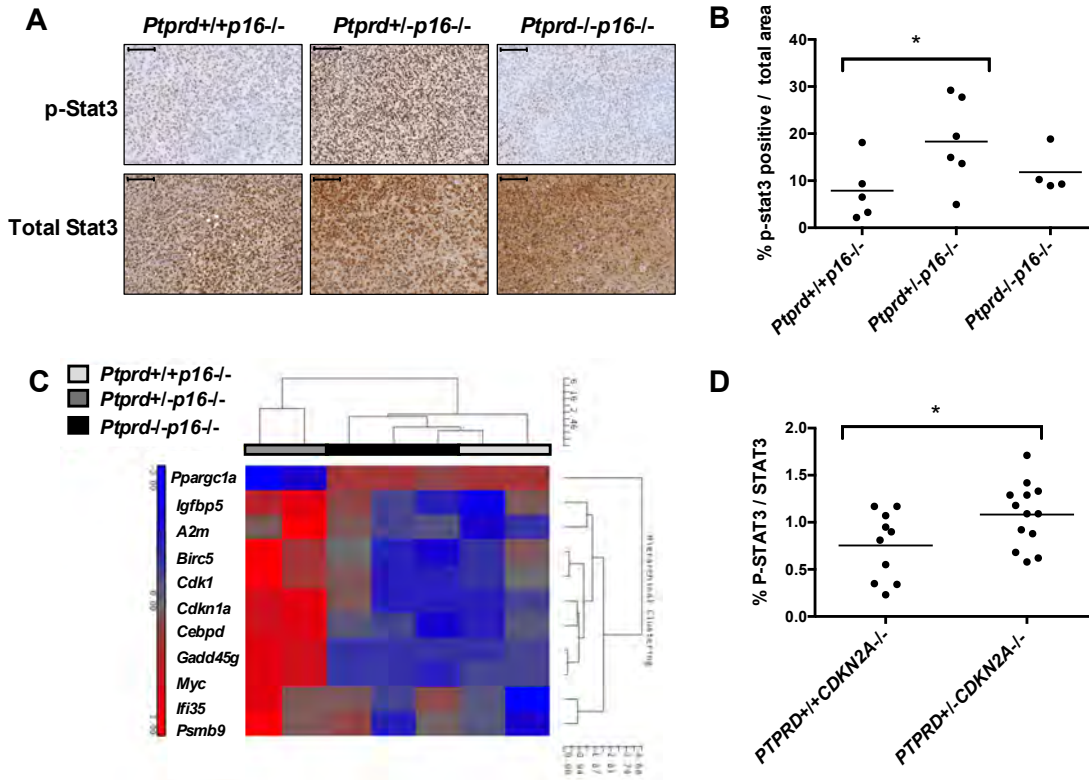 A
Ptprd+/+p16-/-
Ptprd+/-p16-/-
Ptprd-/-p16-/-
p-Stat3
Total Stat3
B
% p-stat3 positive / total area
40
30
20
10
0
*
Ptprd+/+p16-/-
Ptprd+/-p16-/-
Ptprd-/-p16-/-
C
Ptprd+/+p16-/-
Ptprd+/-p16-/-
Ptprd-/-p16-/-
Ppargc1a
Igfbp5
A2m
Birc5
Cdk1
Cdkn1a
Cebpd
Gadd45g
Myc
Ifi35
Psmb9
0.00
Hierarchical Clustering
D
% P-STAT3 / STAT3
2.0
1.5
1.0
0.5
0.0
*
PTPRD+/+CDKN2A-/-
PTPRD+/-CDKN2A-/-